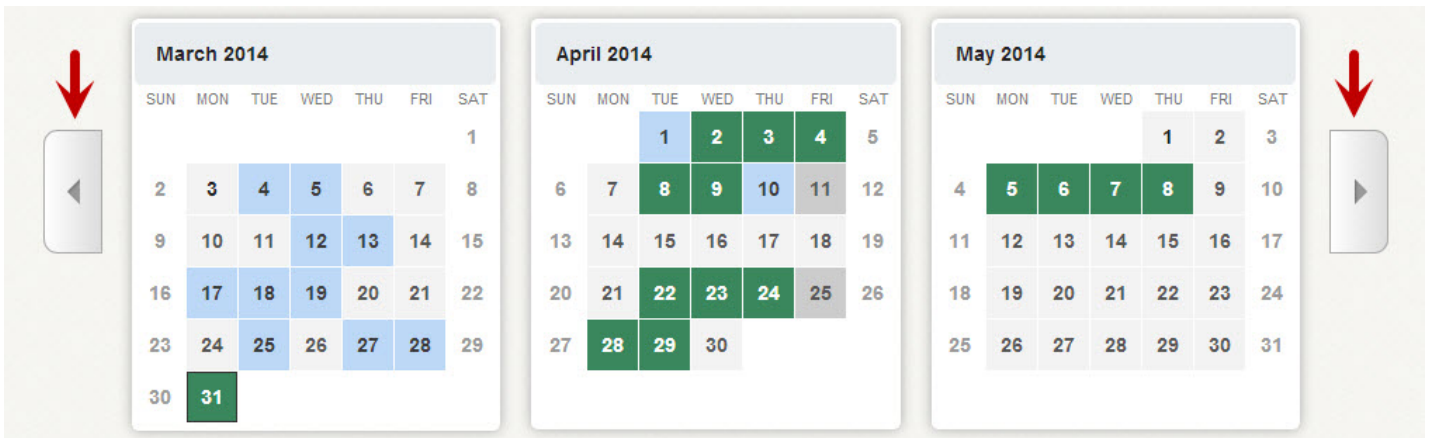 March 2014
SUN MON TUE WED THU FRI SAT
1
2 3 4 5 6 7 8
9 10 11 12 13 14 15
16 17 18 19 20 21 22
23 24 25 26 27 28 29
30 31
April 2014
SUN MON TUE WED THU FRI SAT
1 2 3 4 5
6 7 8 9 10 11 12
13 14 15 16 17 18 19
20 21 22 23 24 25 26
27 28 29 30
May 2014
SUN MON TUE WED THU FRI SAT
1 2 3
4 5 6 7 8 9 10
11 12 13 14 15 16 17
18 19 20 21 22 23 24
25 26 27 28 29 30 31